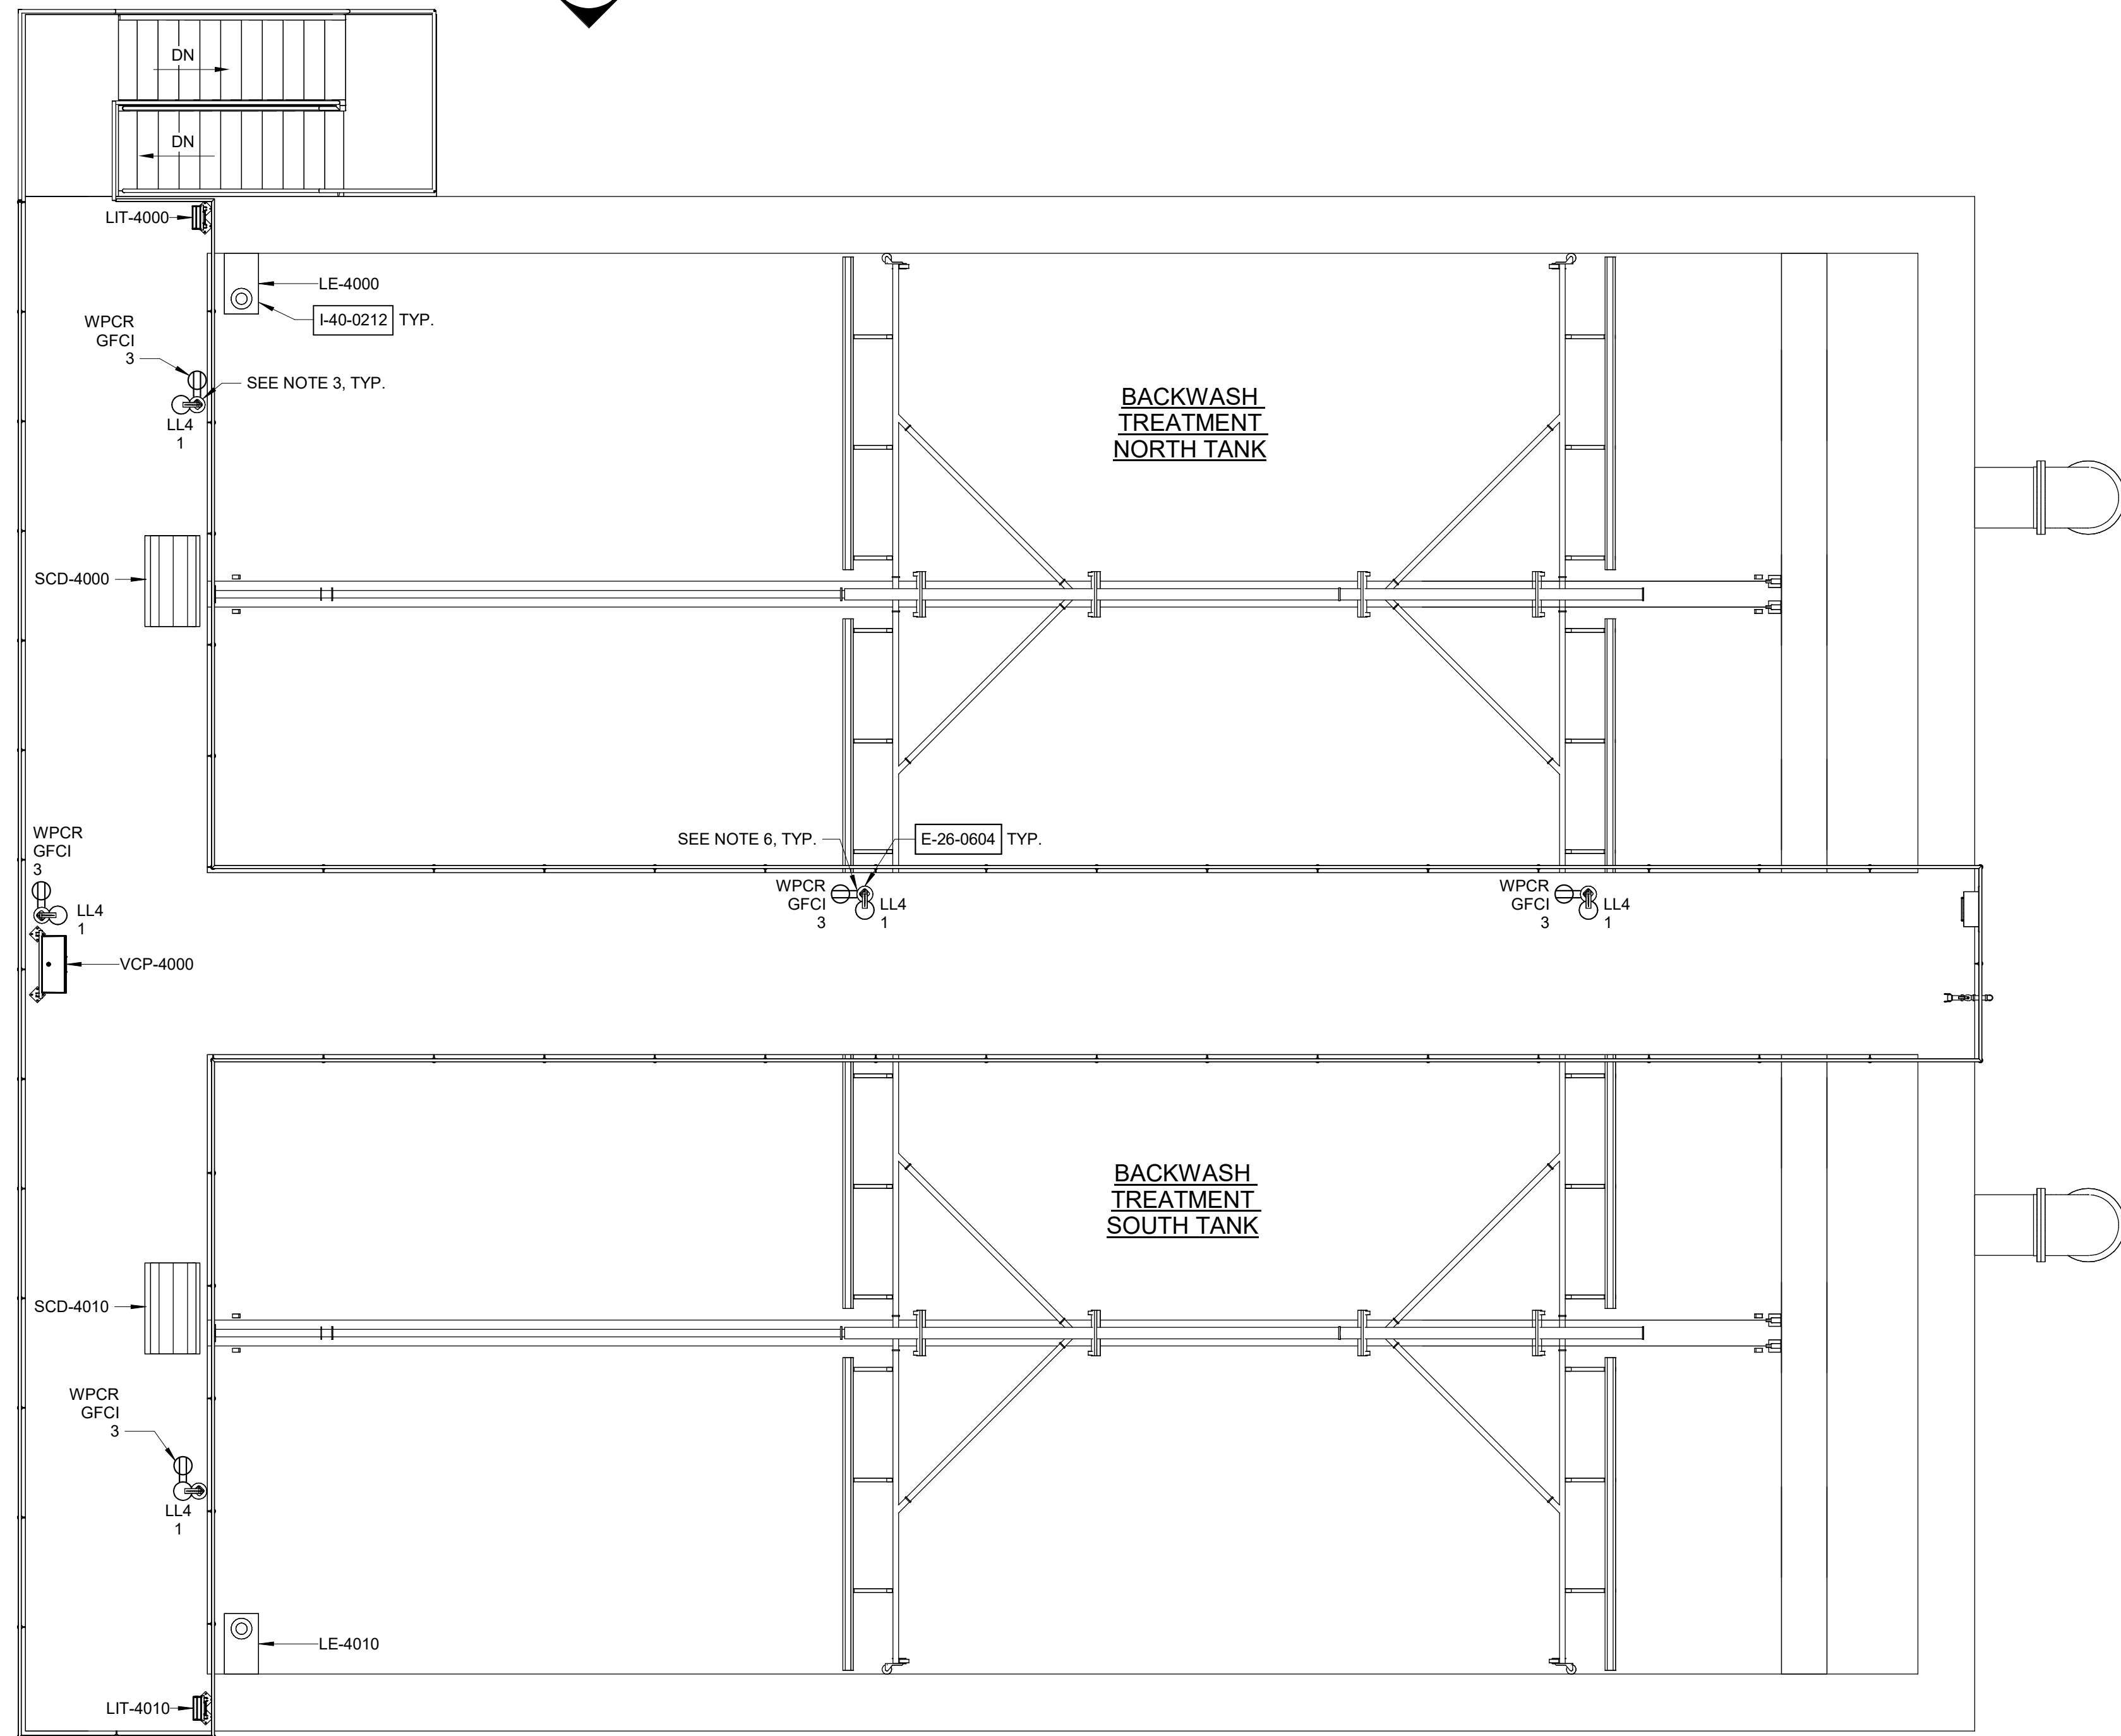 DN
DN
LIT-4000
LE-4000
I-40-0212 TYP.
WPCR
GFCI
3
SEE NOTE 3, TYP.
LL4
1
BACKWASH
TREATMENT
NORTH TANK
SCD-4000
WPCR
GFCI
3
LL4
1
VCP-4000
SEE NOTE 6, TYP.
E-26-0604 TYP.
WPCR
GFCI
3
LL4
1
WPCR
GFCI
3
LL4
1
BACKWASH
TREATMENT
SOUTH TANK
SCD-4010
WPCR
GFCI
3
LL4
1
LE-4010
LIT-4010